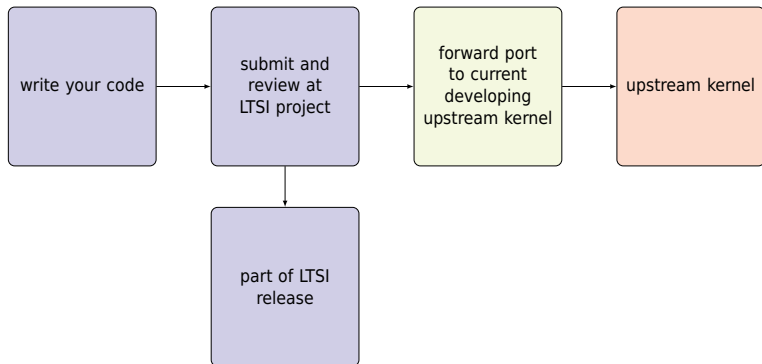 write your code
submit and
review at
LTSI project
forward port
to current
developing
upstream kernel
upstream kernel
part of LTSI
release